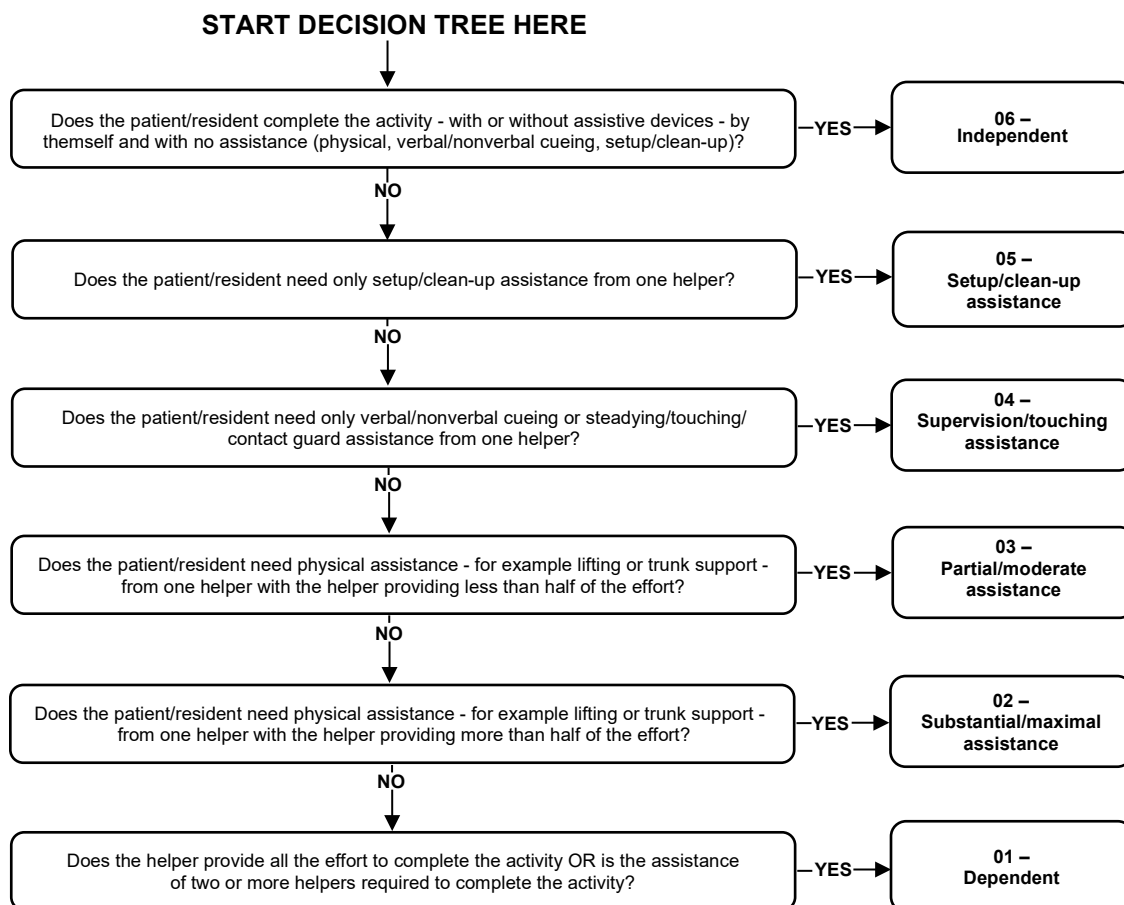 START DECISION TREE HERE
Does the patient/resident complete the activity - with or without assistive devices - by
themself and with no assistance (physical, verbal/nonverbal cueing, setup/clean-up)?
YES
06 –
Independent
NO
Does the patient/resident need only setup/clean-up assistance from one helper?
YES
05 –
Setup/clean-up
assistance
NO
Does the patient/resident need only verbal/nonverbal cueing or steadying/touching/
contact guard assistance from one helper?
YES
04 –
Supervision/touching
assistance
NO
Does the patient/resident need physical assistance - for example lifting or trunk support -
from one helper with the helper providing less than half of the effort?
YES
03 –
Partial/moderate
assistance
NO
Does the patient/resident need physical assistance - for example lifting or trunk support -
from one helper with the helper providing more than half of the effort?
YES
02 –
Substantial/maximal
assistance
NO
Does the helper provide all the effort to complete the activity OR is the assistance
of two or more helpers required to complete the activity?
YES
01 –
Dependent